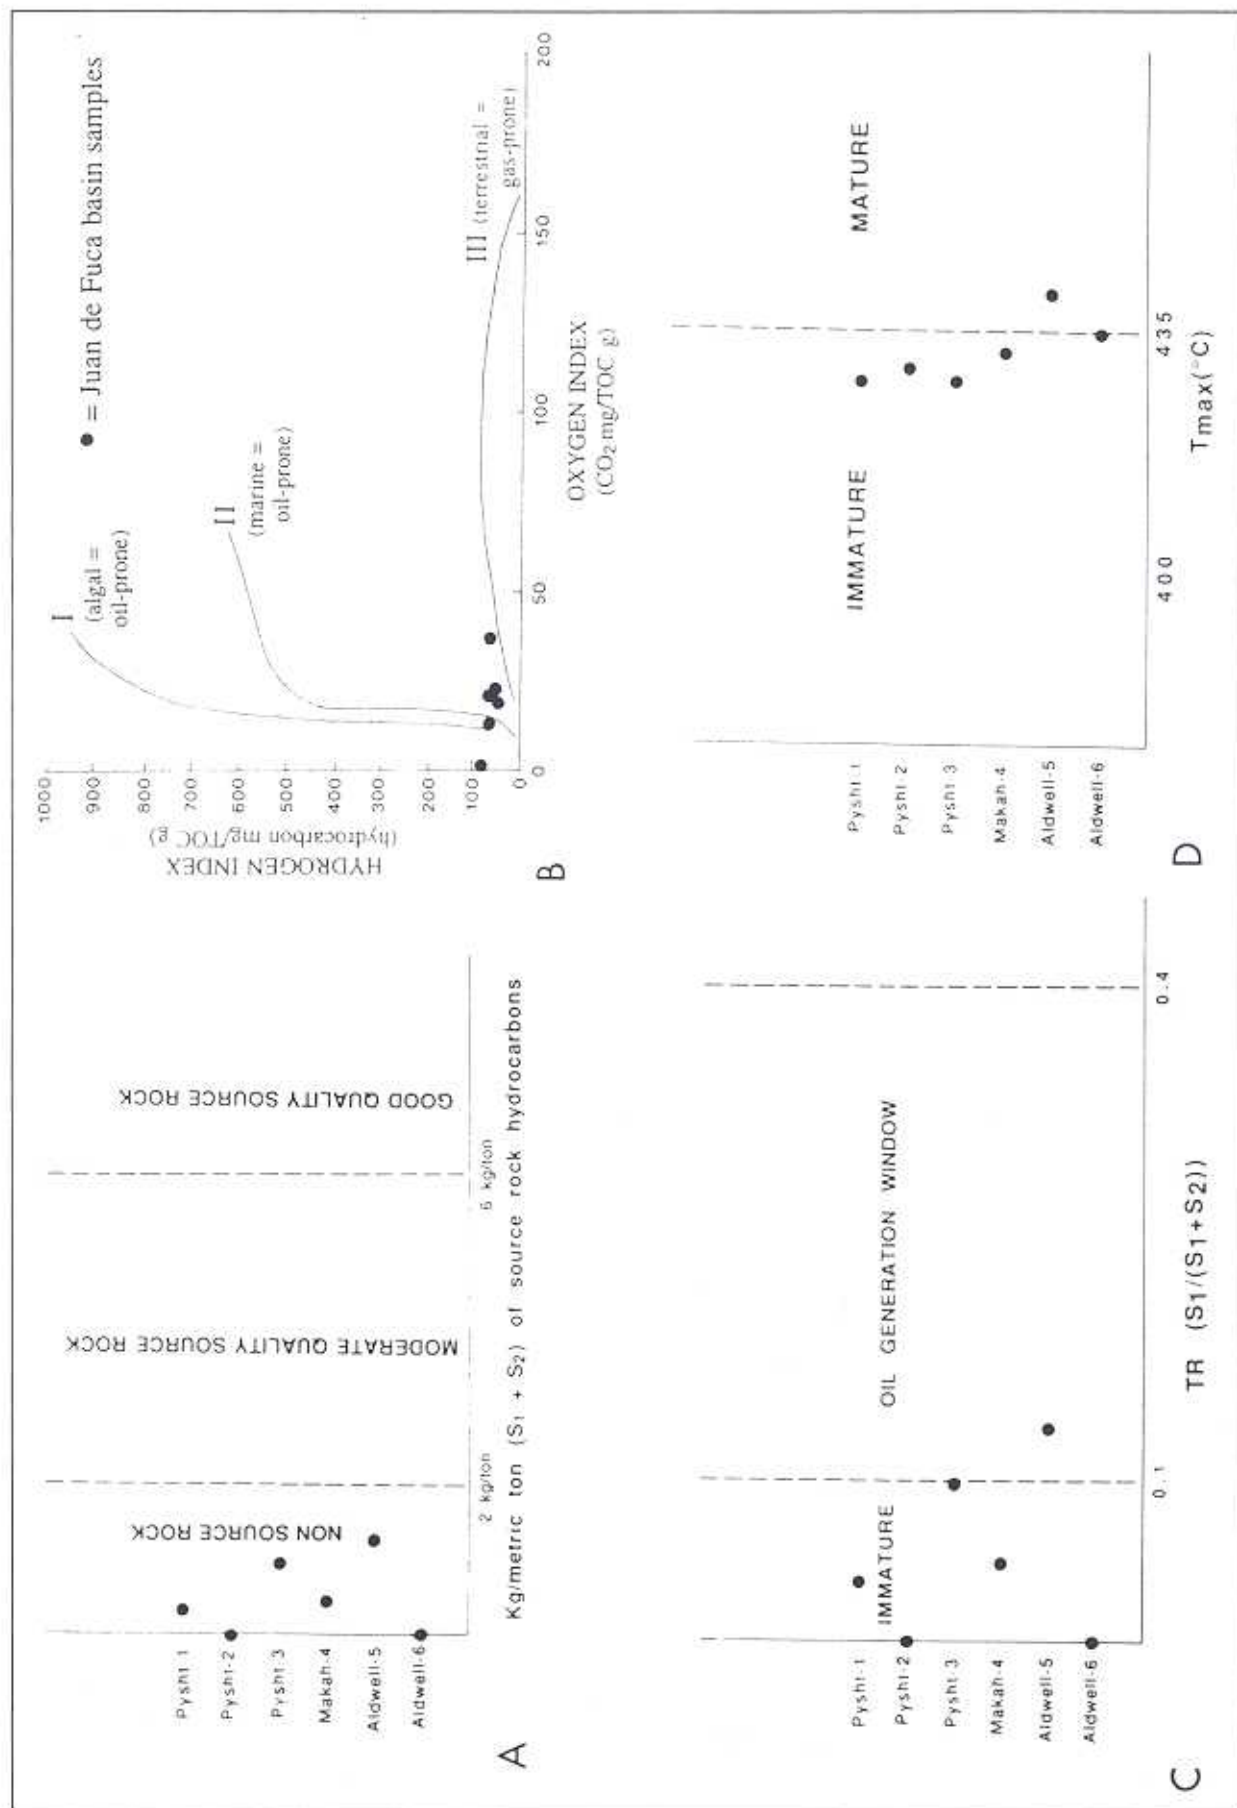 Pysht-1
Pysht-2
Pysht-3
Makah-4
Aldwell-5
Aldwell-6
NON SOURCE ROCK
MODERATE QUALITY SOURCE ROCK
GOOD QUALITY SOURCE ROCK
2 kg/ton
6 kg/ton
Kg/metric ton (S1 + S2) of source rock hydrocarbons
A
HYDROGEN INDEX
(hydrocarbon mg/TOC g)
1000
900
800
700
600
500
400
300
200
100
0
I
(algal =
oil-prone)
II
(marine =
oil-prone)
● = Juan de Fuca basin samples
III (terrestrial =
gas-prone)
0
50
100
150
200
OXYGEN INDEX
(CO2 mg/TOC g)
B
Pysht-1
Pysht-2
Pysht-3
Makah-4
Aldwell-5
Aldwell-6
IMMATURE
OIL GENERATION WINDOW
0.1
0.4
TR (S1/(S1+S2))
C
Pysht-1
Pysht-2
Pysht-3
Makah-4
Aldwell-5
Aldwell-6
IMMATURE
MATURE
400
435
Tmax(°C)
D